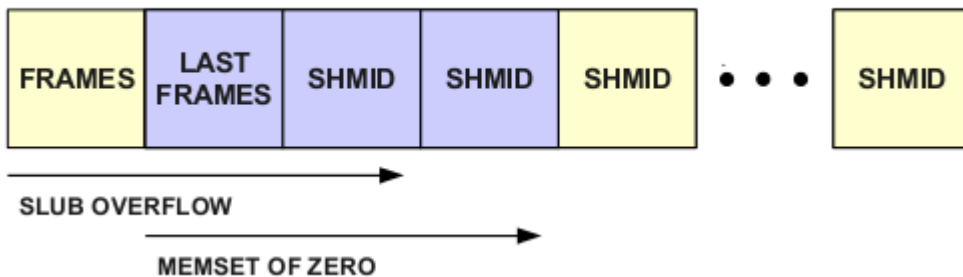 FRAMES
LAST
FRAMES
SHMID
SHMID
SHMID
SHMID
SLUB OVERFLOW
MEMSET OF ZERO